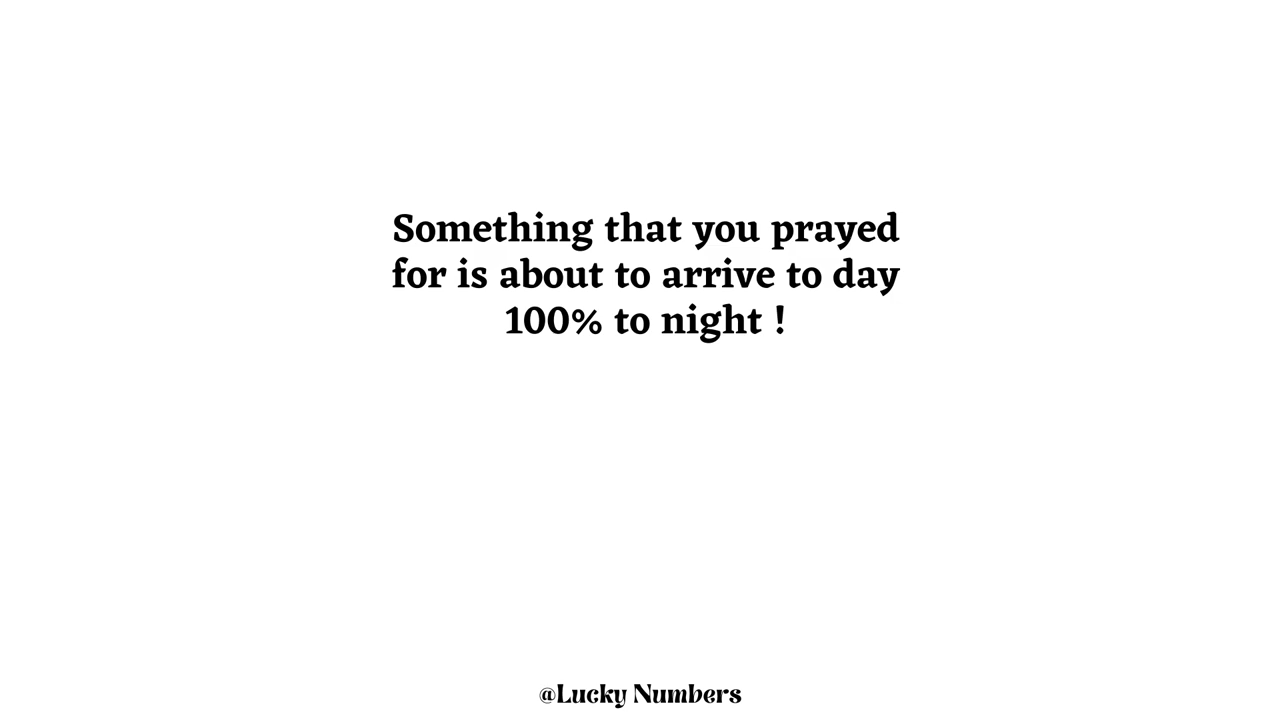 Something that you prayed
for is about to arrive to day
100% to night !
@Lucky Numbers